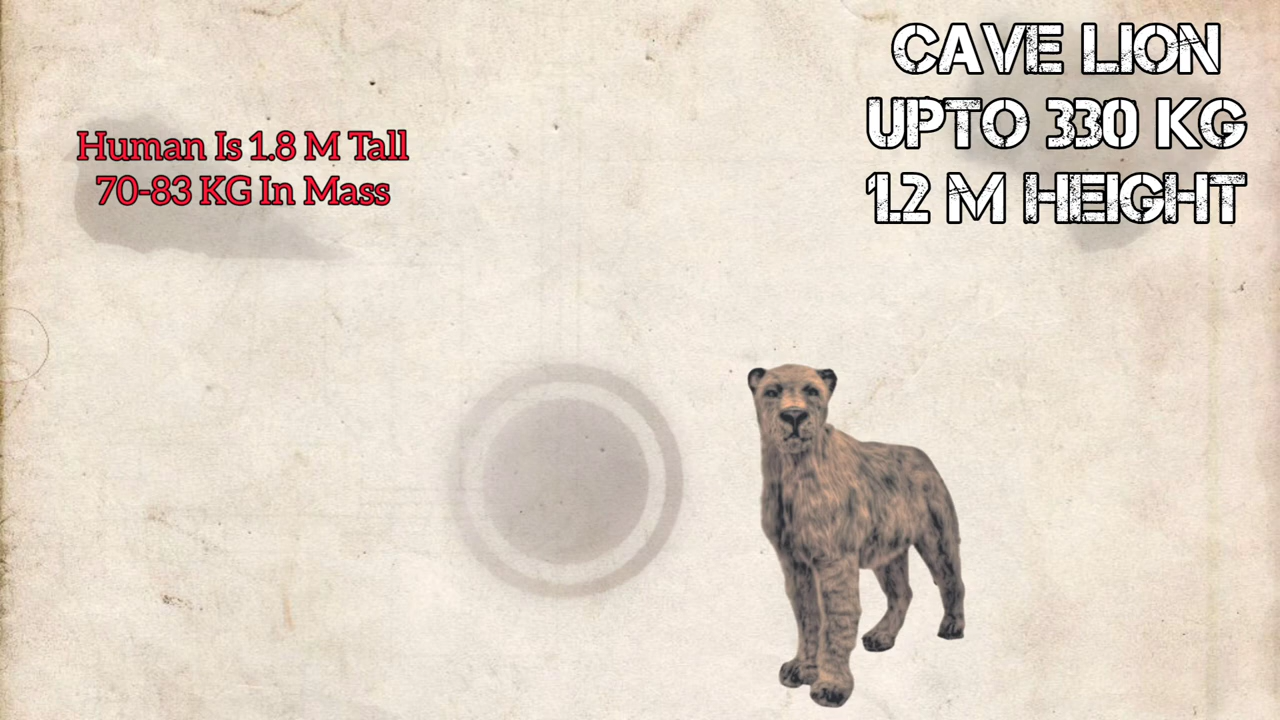 Human Is 1.8 M Tall
70-83 KG In Mass
CAVE LION
UPTO 330 KG
1.2 M HEIGHT